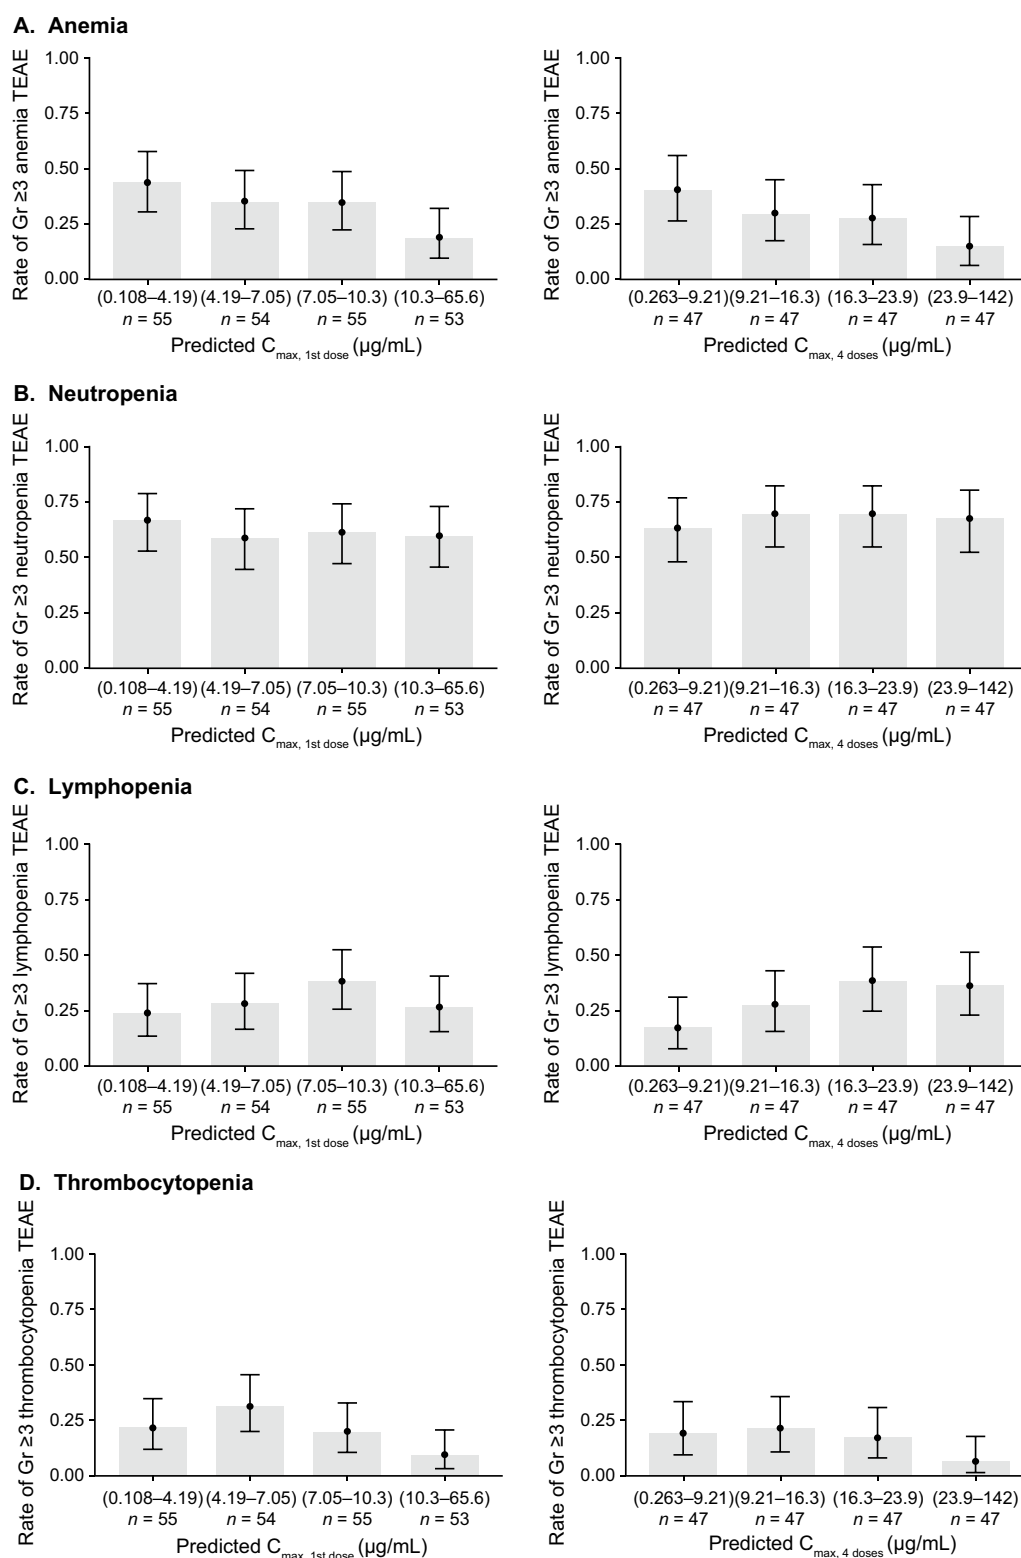 A. Anemia
Rate of Gr ≥3 anemia TEAE
1.00
0.75
0.50
0.25
0.00
(0.108–4.19) (4.19–7.05) (7.05–10.3) (10.3–65.6)
n = 55 n = 54 n = 55 n = 53
Predicted Cmax, 1st dose (µg/mL)
Rate of Gr ≥3 anemia TEAE
1.00
0.75
0.50
0.25
0.00
(0.263–9.21) (9.21–16.3) (16.3–23.9) (23.9–142)
n = 47 n = 47 n = 47 n = 47
Predicted Cmax, 4 doses (µg/mL)
B. Neutropenia
Rate of Gr ≥3 neutropenia TEAE
1.00
0.75
0.50
0.25
0.00
(0.108–4.19) (4.19–7.05) (7.05–10.3) (10.3–65.6)
n = 55 n = 54 n = 55 n = 53
Predicted Cmax, 1st dose (µg/mL)
Rate of Gr ≥3 neutropenia TEAE
1.00
0.75
0.50
0.25
0.00
(0.263–9.21) (9.21–16.3) (16.3–23.9) (23.9–142)
n = 47 n = 47 n = 47 n = 47
Predicted Cmax, 4 doses (µg/mL)
C. Lymphopenia
Rate of Gr ≥3 lymphopenia TEAE
1.00
0.75
0.50
0.25
0.00
(0.108–4.19) (4.19–7.05) (7.05–10.3) (10.3–65.6)
n = 55 n = 54 n = 55 n = 53
Predicted Cmax, 1st dose (µg/mL)
Rate of Gr ≥3 lymphopenia TEAE
1.00
0.75
0.50
0.25
0.00
(0.263–9.21) (9.21–16.3) (16.3–23.9) (23.9–142)
n = 47 n = 47 n = 47 n = 47
Predicted Cmax, 4 doses (µg/mL)
D. Thrombocytopenia
Rate of Gr ≥3 thrombocytopenia TEAE
1.00
0.75
0.50
0.25
0.00
(0.108–4.19) (4.19–7.05) (7.05–10.3) (10.3–65.6)
n = 55 n = 54 n = 55 n = 53
Predicted Cmax, 1st dose (µg/mL)
Rate of Gr ≥3 thrombocytopenia TEAE
1.00
0.75
0.50
0.25
0.00
(0.263–9.21) (9.21–16.3) (16.3–23.9) (23.9–142)
n = 47 n = 47 n = 47 n = 47
Predicted Cmax, 4 doses (µg/mL)